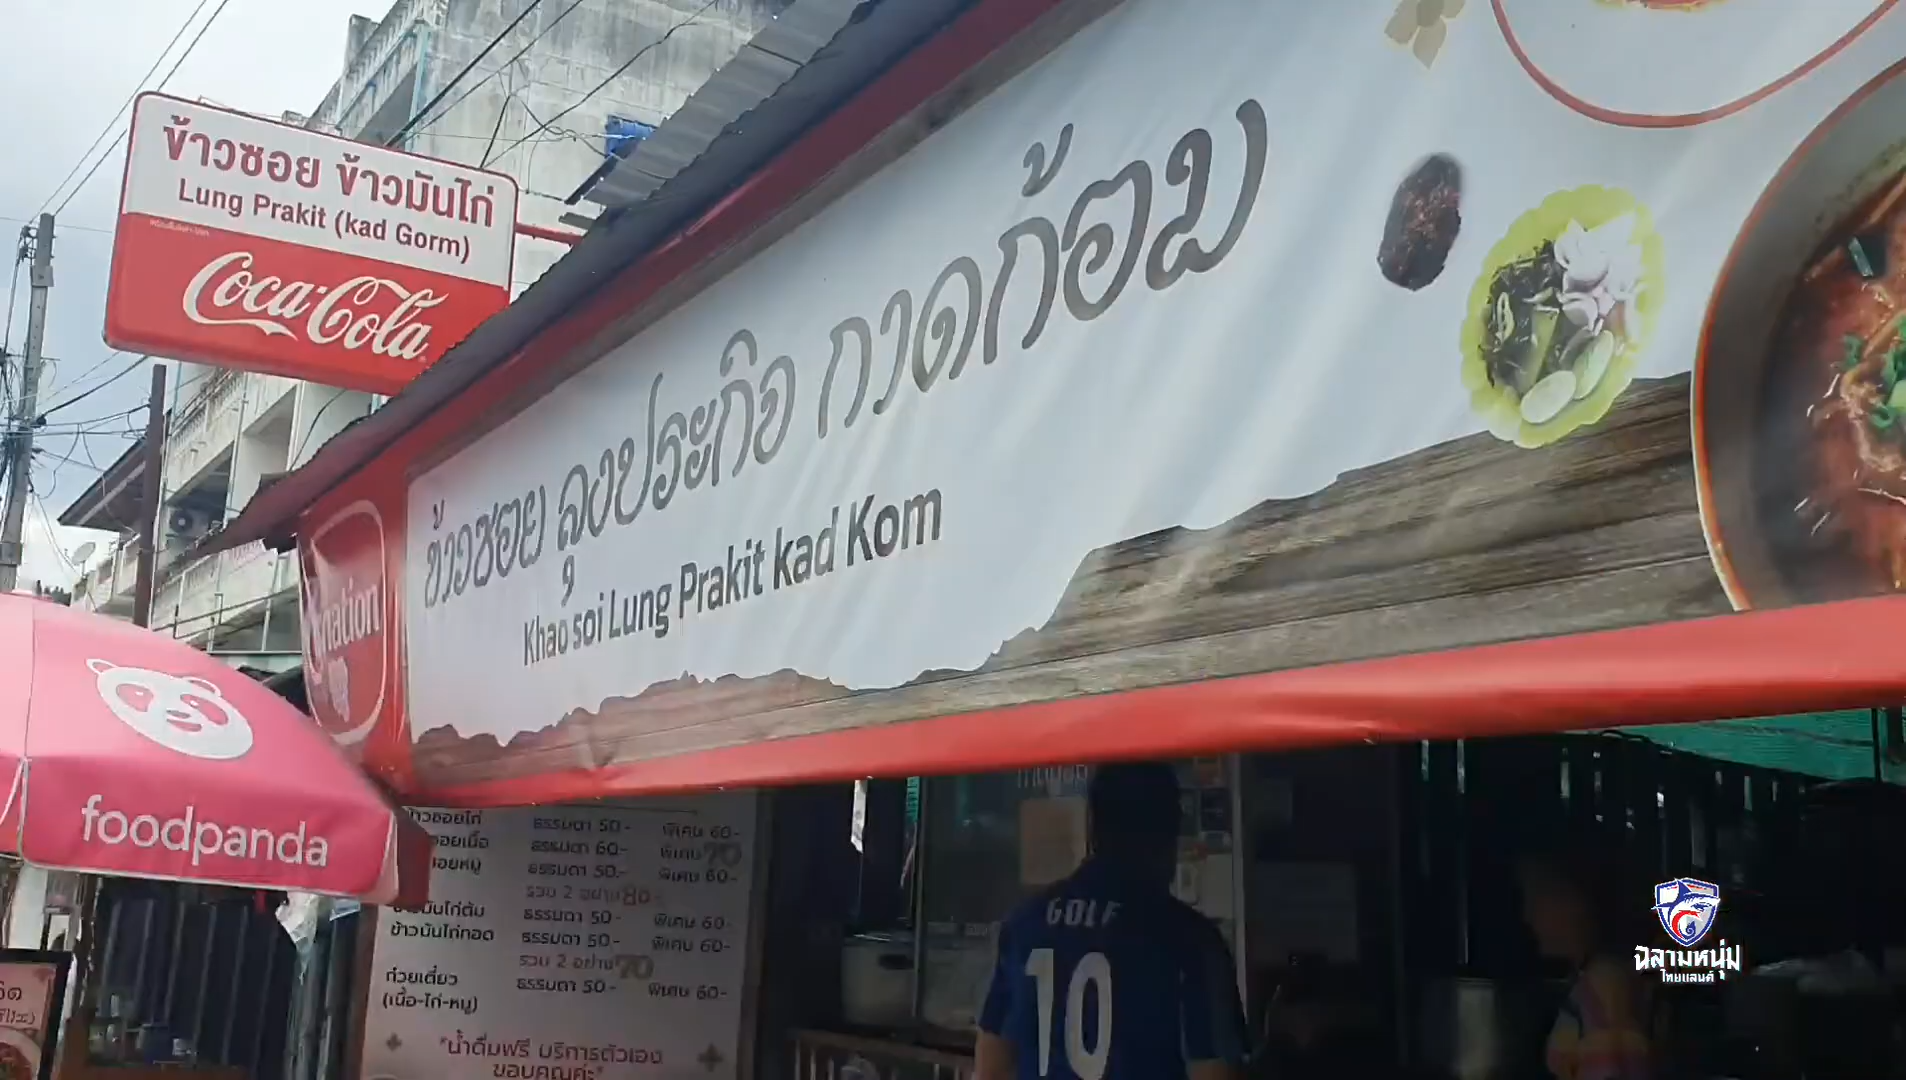 ข้าวซอย ข้าวมันไก่
Lung Prakit (kad Gorm)
Coca-Cola
ข้าวซอย ลุงประกิจ กาดก้อม
Khao soi Lung Prakit kad Kom
foodpanda
ธรรมดา 50.- พิเศษ 60-
ธรรมดา 60- พิเศษ 70
ธรรมดา 50.- พิเศษ 60-
รวม 2 อย่าง 80-
ธรรมดา 50- พิเศษ 60-
ข้าวมันไก่ทอด ธรรมดา 50- พิเศษ 60-
รวม 2 อย่าง 70
ก๋วยเตี๋ยว ธรรมดา 50- พิเศษ 60-
(เนื้อ-ไก่-หมู)
"น้ำดื่มฟรี บริการตัวเอง
ขอบคุณค่ะ"
GOLF
10
ฉลามหนุ่ม
ไทยแลนด์